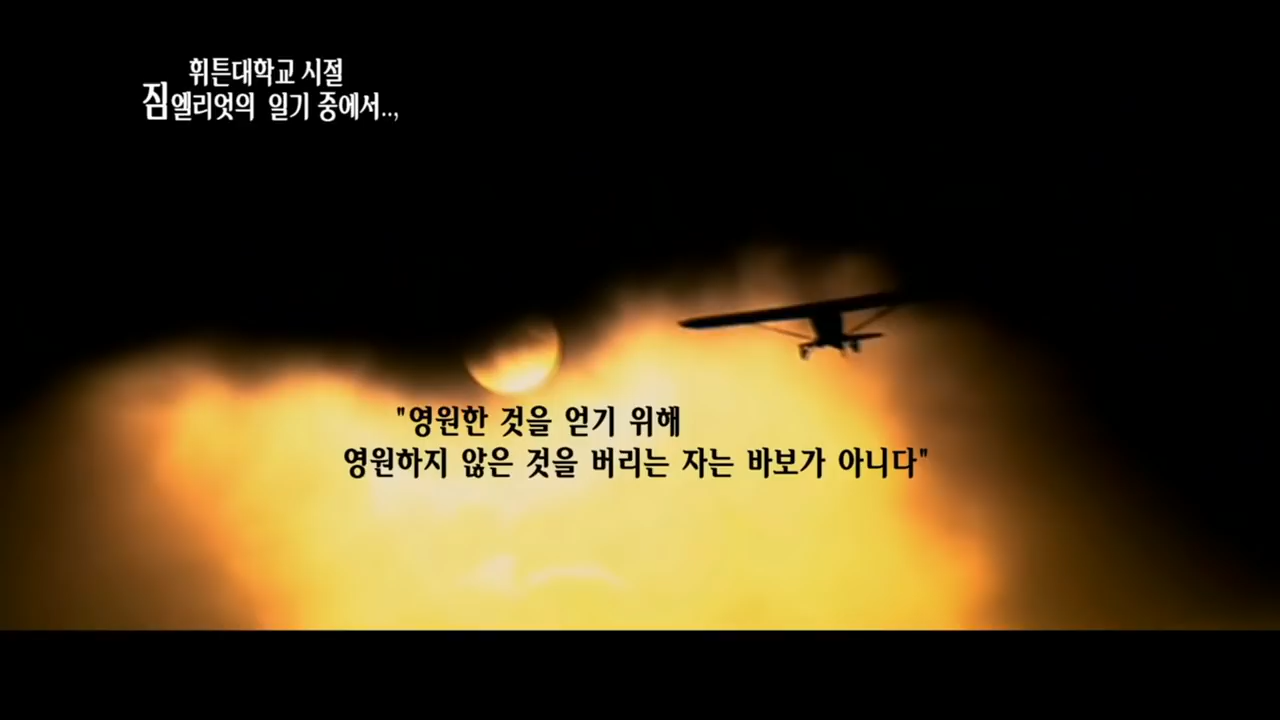 휘튼대학교 시절
짐엘리엇의 일기 중에서..,
"영원한 것을 얻기 위해
영원하지 않은 것을 버리는 자는 바보가 아니다"